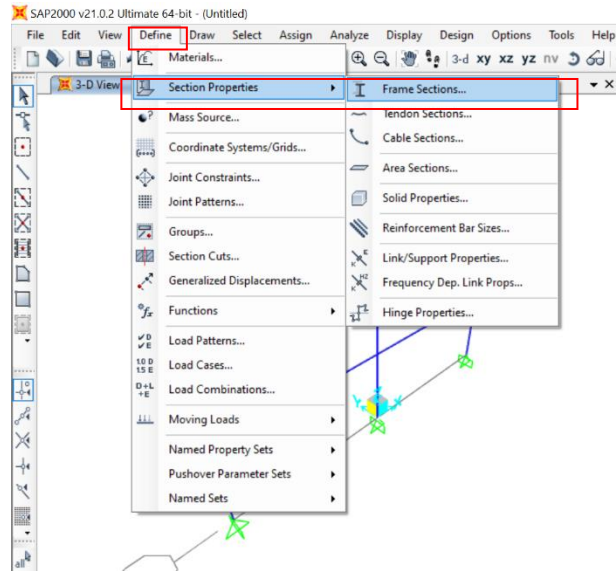 SAP2000 v21.0.2 Ultimate 64-bit - (Untitled)
File Edit View Define Draw Select Assign Analyze Display Design Options Tools Help
3-d xy xz yz nv
3-D View
Materials...
Section Properties
Mass Source...
Coordinate Systems/Grids...
Joint Constraints...
Joint Patterns...
Groups...
Section Cuts...
Generalized Displacements...
Functions
Load Patterns...
Load Cases...
Load Combinations...
Moving Loads
Named Property Sets
Pushover Parameter Sets
Named Sets
Frame Sections...
Tendon Sections...
Cable Sections...
Area Sections...
Solid Properties...
Reinforcement Bar Sizes...
Link/Support Properties...
Frequency Dep. Link Props...
Hinge Properties...
all